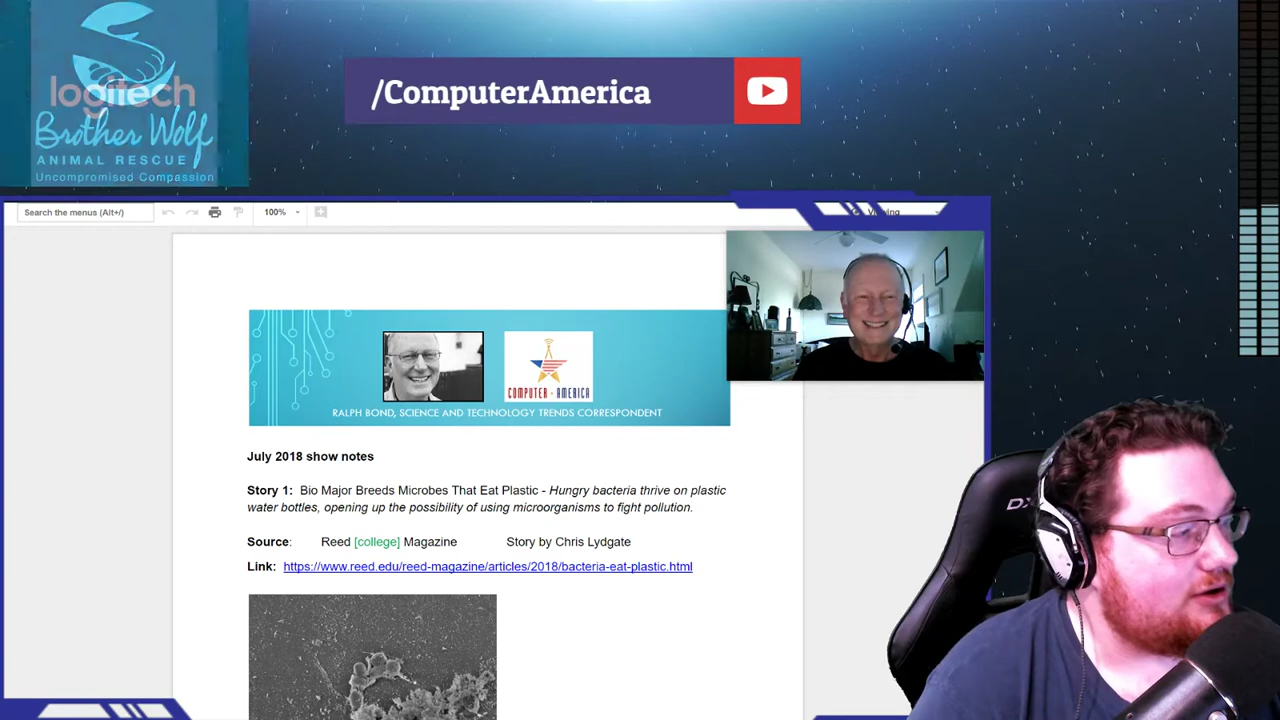 logitech
Brother Wolf
ANIMAL RESCUE
Uncompromised Compassion
/ComputerAmerica
Search the menus (Alt+/)
100%
COMPUTER AMERICA
RALPH BOND, SCIENCE AND TECHNOLOGY TRENDS CORRESPONDENT
July 2018 show notes
Story 1: Bio Major Breeds Microbes That Eat Plastic - Hungry bacteria thrive on plastic
water bottles, opening up the possibility of using microorganisms to fight pollution.
Source: Reed [college] Magazine Story by Chris Lydgate
Link: https://www.reed.edu/reed-magazine/articles/2018/bacteria-eat-plastic.html